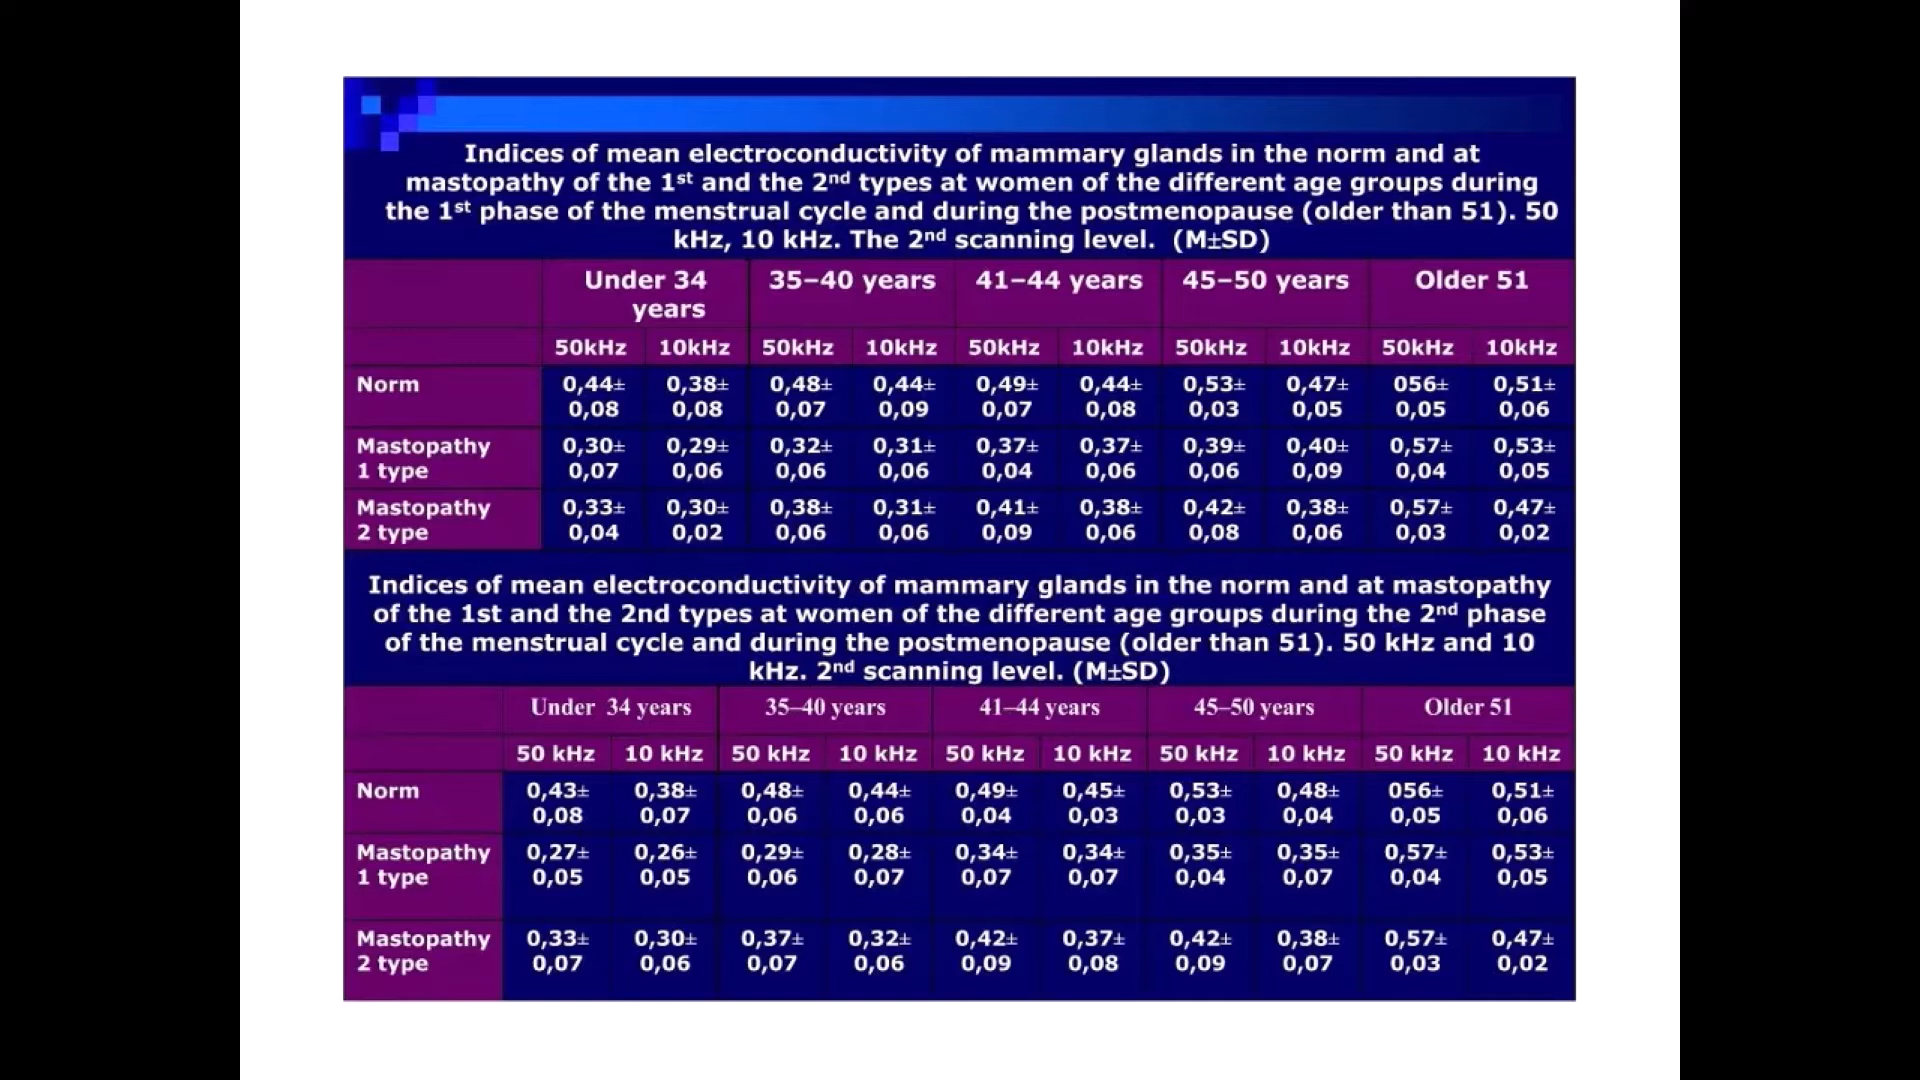 Indices of mean electroconductivity of mammary glands in the norm and at
mastopathy of the 1st and the 2nd types at women of the different age groups during
the 1st phase of the menstrual cycle and during the postmenopause (older than 51). 50
kHz, 10 kHz. The 2nd scanning level. (M±SD)
Under 34 35–40 years 41–44 years 45–50 years Older 51
years
50kHz 10kHz 50kHz 10kHz 50kHz 10kHz 50kHz 10kHz 50kHz 10kHz
Norm 0,44± 0,38± 0,48± 0,44± 0,49± 0,44± 0,53± 0,47± 056± 0,51±
0,08 0,08 0,07 0,09 0,07 0,08 0,03 0,05 0,05 0,06
Mastopathy 0,30± 0,29± 0,32± 0,31± 0,37± 0,37± 0,39± 0,40± 0,57± 0,53±
1 type 0,07 0,06 0,06 0,06 0,04 0,06 0,06 0,09 0,04 0,05
Mastopathy 0,33± 0,30± 0,38± 0,31± 0,41± 0,38± 0,42± 0,38± 0,57± 0,47±
2 type 0,04 0,02 0,06 0,06 0,09 0,06 0,08 0,06 0,03 0,02
Indices of mean electroconductivity of mammary glands in the norm and at mastopathy
of the 1st and the 2nd types at women of the different age groups during the 2nd phase
of the menstrual cycle and during the postmenopause (older than 51). 50 kHz and 10
kHz. 2nd scanning level. (M±SD)
Under 34 years 35–40 years 41–44 years 45–50 years Older 51
50 kHz 10 kHz 50 kHz 10 kHz 50 kHz 10 kHz 50 kHz 10 kHz 50 kHz 10 kHz
Norm 0,43± 0,38± 0,48± 0,44± 0,49± 0,45± 0,53± 0,48± 056± 0,51±
0,08 0,07 0,06 0,06 0,04 0,03 0,03 0,04 0,05 0,06
Mastopathy 0,27± 0,26± 0,29± 0,28± 0,34± 0,34± 0,35± 0,35± 0,57± 0,53±
1 type 0,05 0,05 0,06 0,07 0,07 0,07 0,04 0,07 0,04 0,05
Mastopathy 0,33± 0,30± 0,37± 0,32± 0,42± 0,37± 0,42± 0,38± 0,57± 0,47±
2 type 0,07 0,06 0,07 0,06 0,09 0,08 0,09 0,07 0,03 0,02